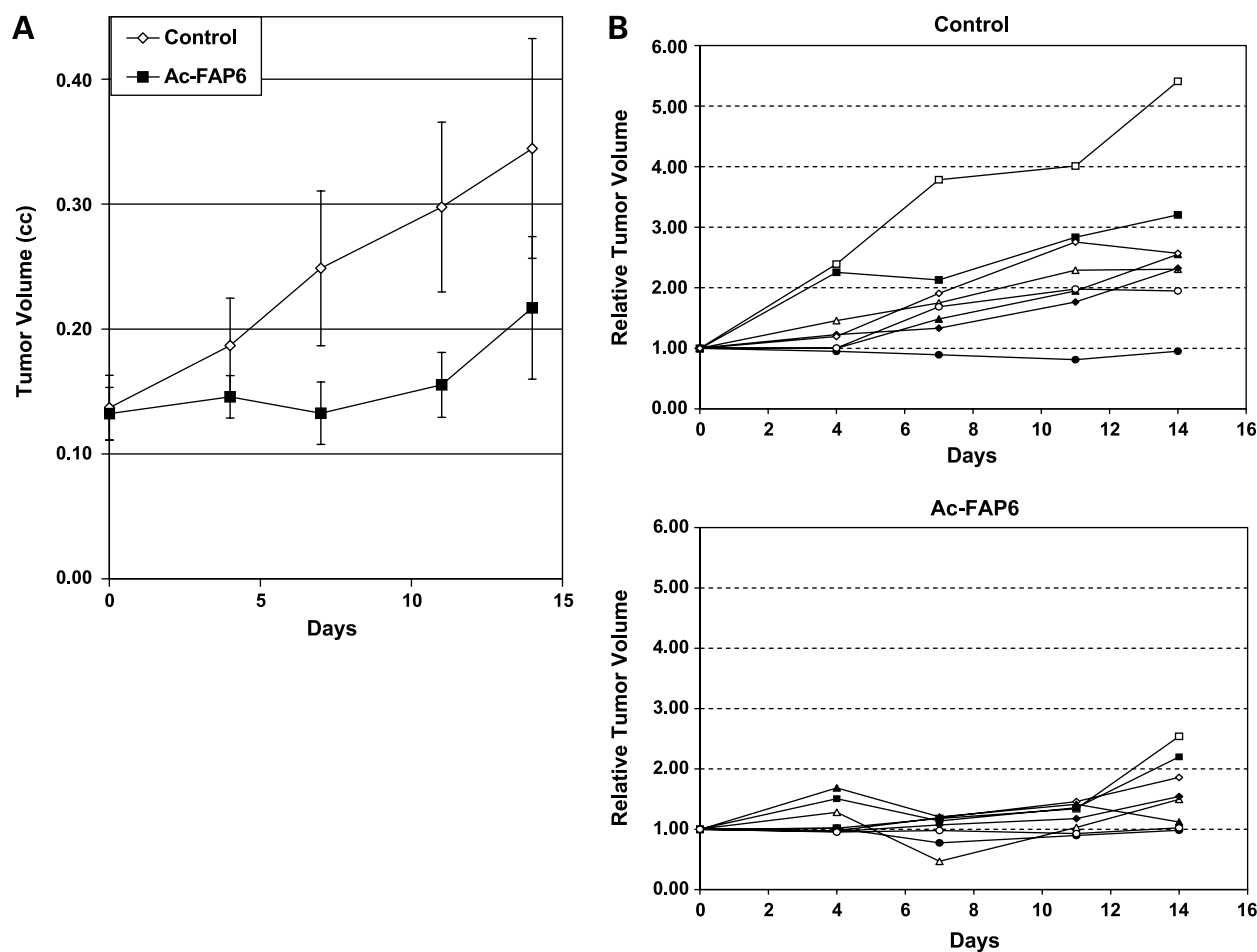 A
Control
Ac-FAP6
0.40
0.30
0.20
0.10
0.00
Tumor Volume (cc)
0 5 10 15
Days
B
Control
6.00
5.00
4.00
3.00
2.00
1.00
0.00
Relative Tumor Volume
0 2 4 6 8 10 12 14 16
Days
Ac-FAP6
6.00
5.00
4.00
3.00
2.00
1.00
0.00
Relative Tumor Volume
0 2 4 6 8 10 12 14 16
Days